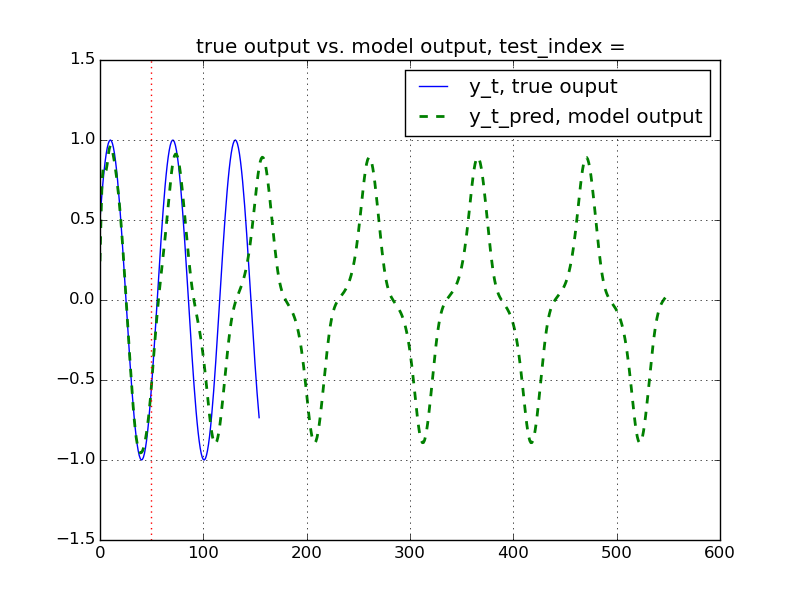 true output vs. model output, test_index =
y_t, true ouput
y_t_pred, model output
1.5
1.0
0.5
0.0
−0.5
−1.0
−1.5
0 100 200 300 400 500 600